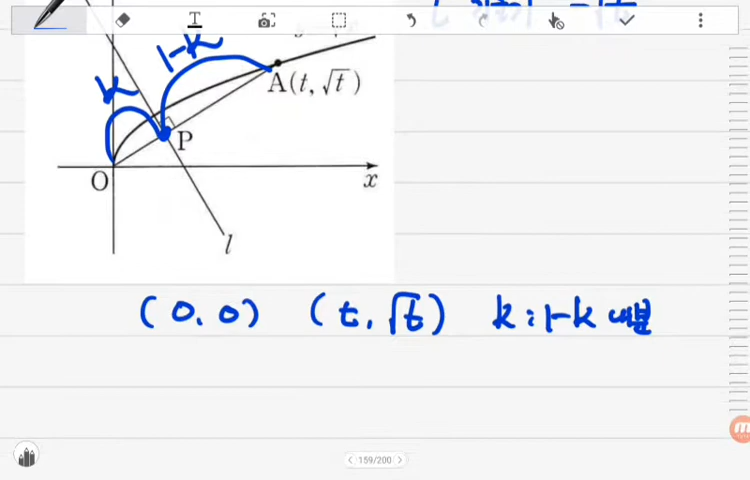 T
1-k
k
A(t, √t)
P
O
x
l
(0, 0) (t, √t) k : 1-k 내분
159/200